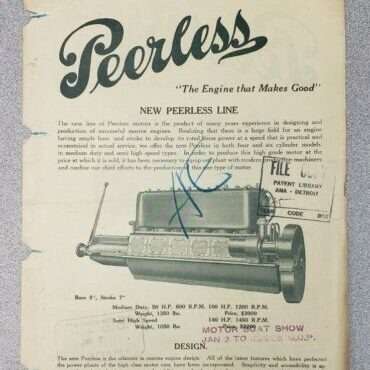 Peerless
"The Engine that Makes Good"
NEW PEERLESS LINE
The new line of Peerless motors is the product of many years experience in designing and
production of successful marine engines. Realizing that there is a large field for an engine
having ample bore and stroke to develop its rated horse power at a speed that is practical and
economical in actual service, we offer the new Peerless in both four and six cylinder models,
in medium duty and semi high speed types. In order to produce this high grade motor at the
price at which it is sold, it has been necessary to equip our plant with modern production machinery
and confine our efforts to the production of this one type of motor.
FILE
PATENT LIBRARY
AMA - DETROIT
CODE
Bore 6", Stroke 7"
Medium Duty, 50 H.P. 600 R.P.M. 100 H.P. 1200 R.P.M.
Weight, 1350 lbs. Price,
Semi High Speed 140 H.P. 1450 R.P.M.
Weight, 1050 lbs. Price,
MOTOR BOAT SHOW
JAN 2 TO
DESIGN.
The new Peerless is the ultimate in marine engine design. All of the latest features which have perfected
the power plants of the high class motor cars, have been incorporated. Simplicity and accessibility